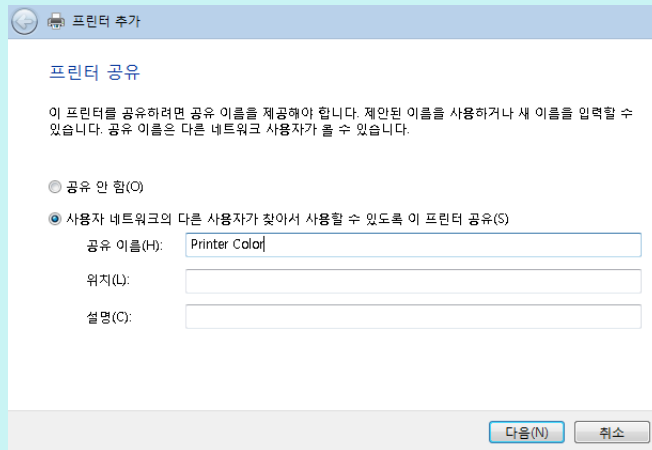 프린터 추가
프린터 공유
이 프린터를 공유하려면 공유 이름을 제공해야 합니다. 제안된 이름을 사용하거나 새 이름을 입력할 수
있습니다. 공유 이름은 다른 네트워크 사용자가 볼 수 있습니다.
공유 안 함(O)
사용자 네트워크의 다른 사용자가 찾아서 사용할 수 있도록 이 프린터 공유(S)
공유 이름(H): Printer Color
위치(L):
설명(C):
다음(N) 취소